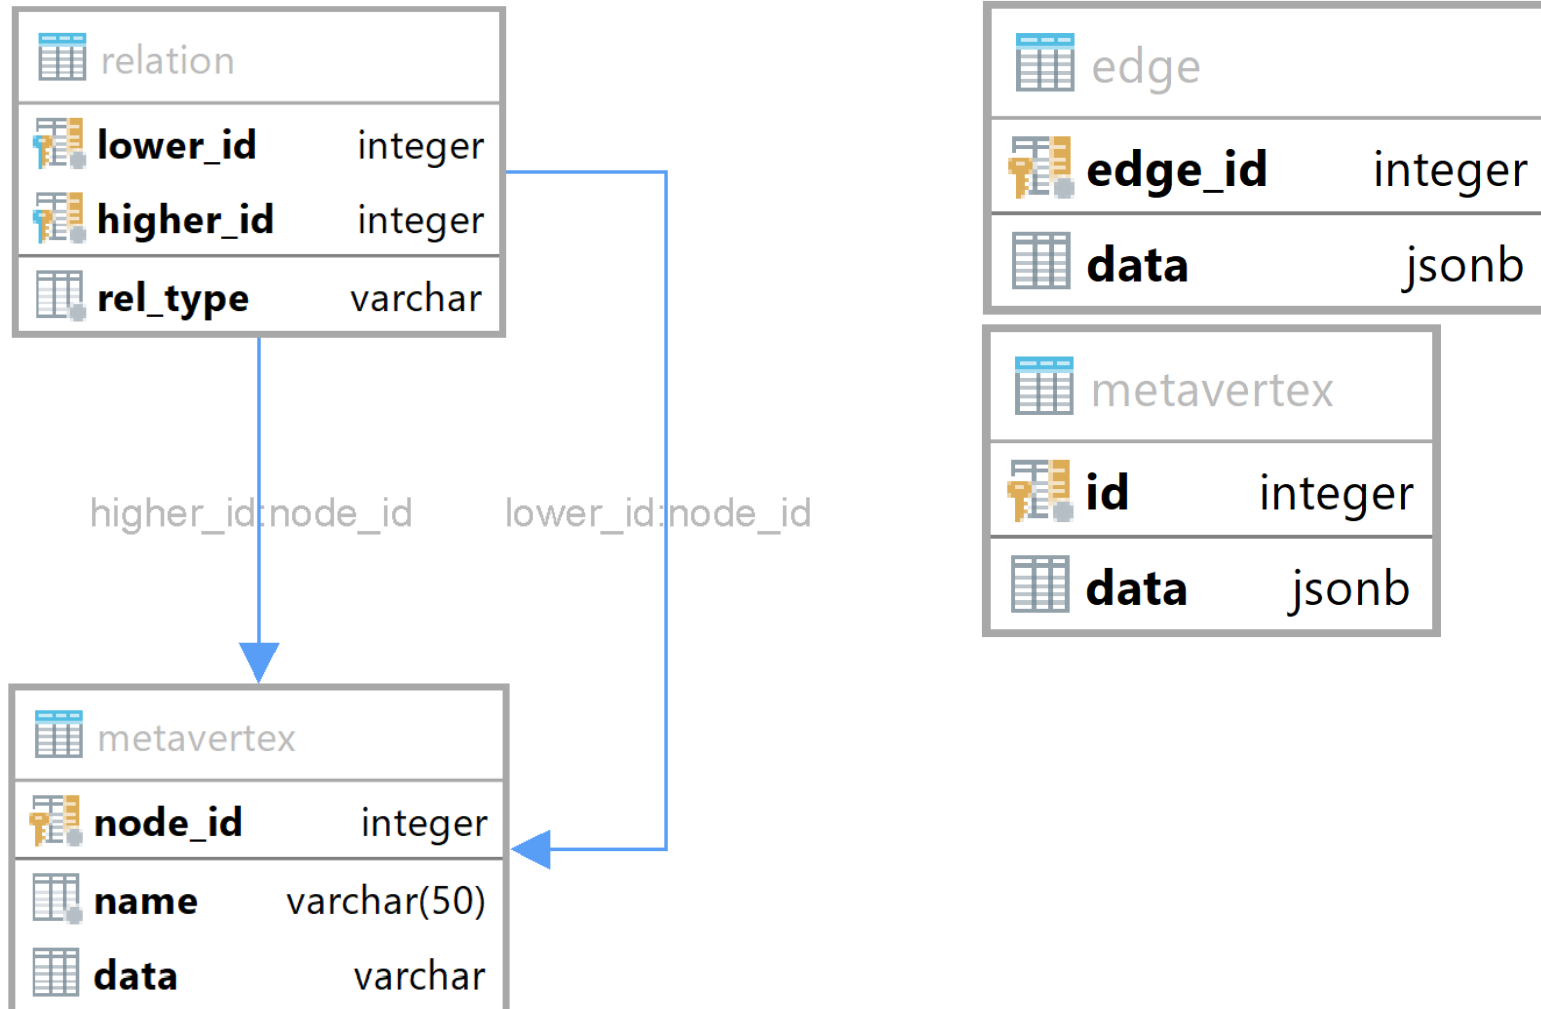 relation
lower_id integer
higher_id integer
rel_type varchar
higher_id:node_id
lower_id:node_id
metavertex
node_id integer
name varchar(50)
data varchar
edge
edge_id integer
data jsonb
metavertex
id integer
data jsonb